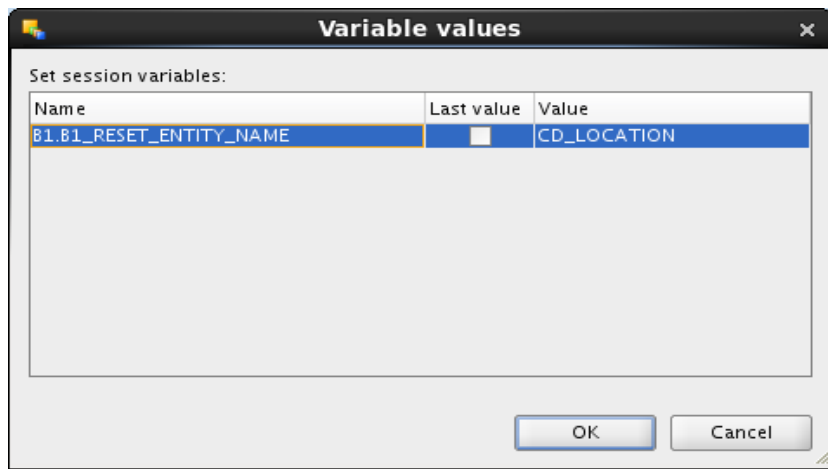 Variable values
Set session variables:
Name Last value Value
B1.B1_RESET_ENTITY_NAME CD_LOCATION
OK Cancel